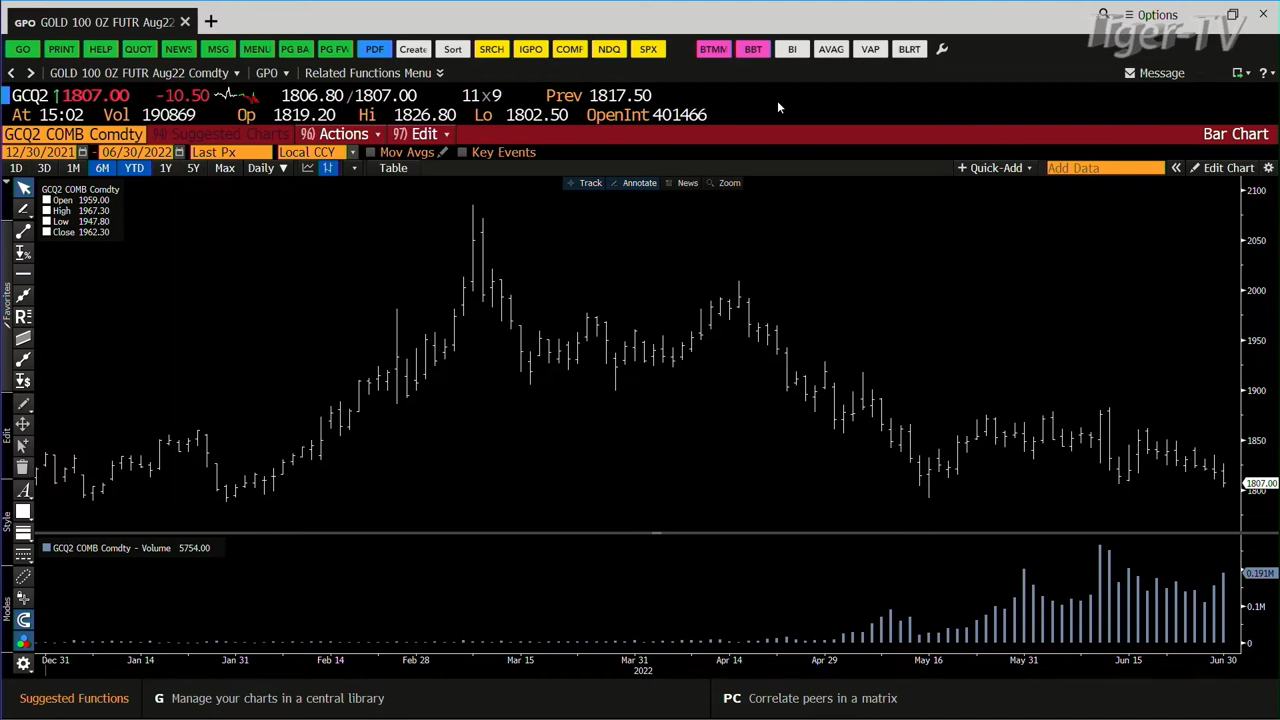 GPO GOLD 100 OZ FUTR Aug22 × +
Tiger-TV
Options
GO PRINT HELP QUOT NEWS MSG MENU PG BA PG FW PDF Create Sort SRCH IGPO COMF NDQ SPX BTMM BBT BI AVAG VAP BLRT
GOLD 100 OZ FUTR Aug22 Comdty GPO Related Functions Menu Message ?
GCQ2 ↑1807.00 -10.50 1806.80/1807.00 11x9 Prev 1817.50
At 15:02 Vol 190869 Op 1819.20 Hi 1826.80 Lo 1802.50 OpenInt 401466
GCQ2 COMB Comdty 94) Suggested Charts 96) Actions 97) Edit Bar Chart
12/30/2021 - 06/30/2022 Last Px Local CCY Mov Avgs Key Events
1D 3D 1M 6M YTD 1Y 5Y Max Daily Table + Quick-Add Add Data « Edit Chart
Track Annotate News Zoom
GCQ2 COMB Comdty
Open 1959.00
High 1967.30
Low 1947.80
Close 1962.30
2100
2050
2000
1950
1900
1850
1807.00
1800
Favorites
Edit
Style
Modes
GCQ2 COMB Comdty - Volume 5754.00
0.191M
0.1M
0
Dec 31 Jan 14 Jan 31 Feb 14 Feb 28 Mar 15 Mar 31 Apr 14 Apr 29 May 16 May 31 Jun 15 Jun 30
2022
Suggested Functions G Manage your charts in a central library PC Correlate peers in a matrix